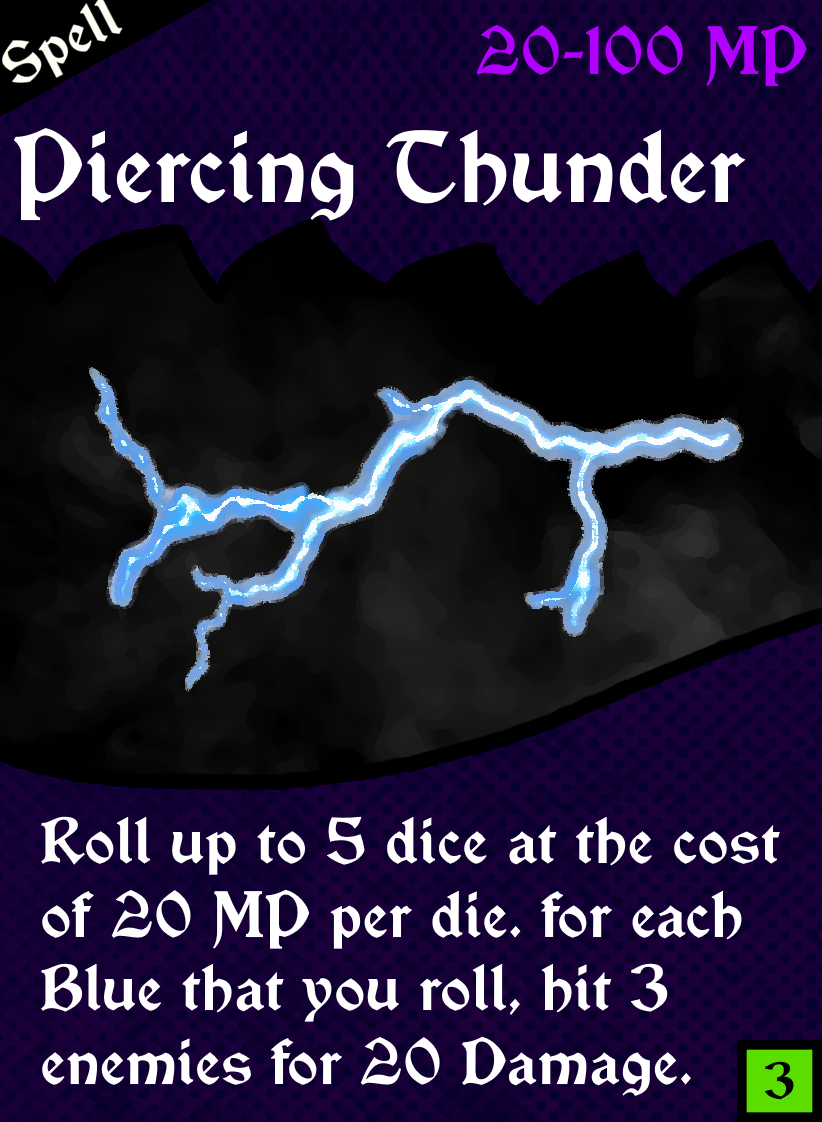 Spell
20-100 MP
Piercing Thunder
Roll up to 5 dice at the cost
of 20 MP per die. for each
Blue that you roll, hit 3
enemies for 20 Damage.
3